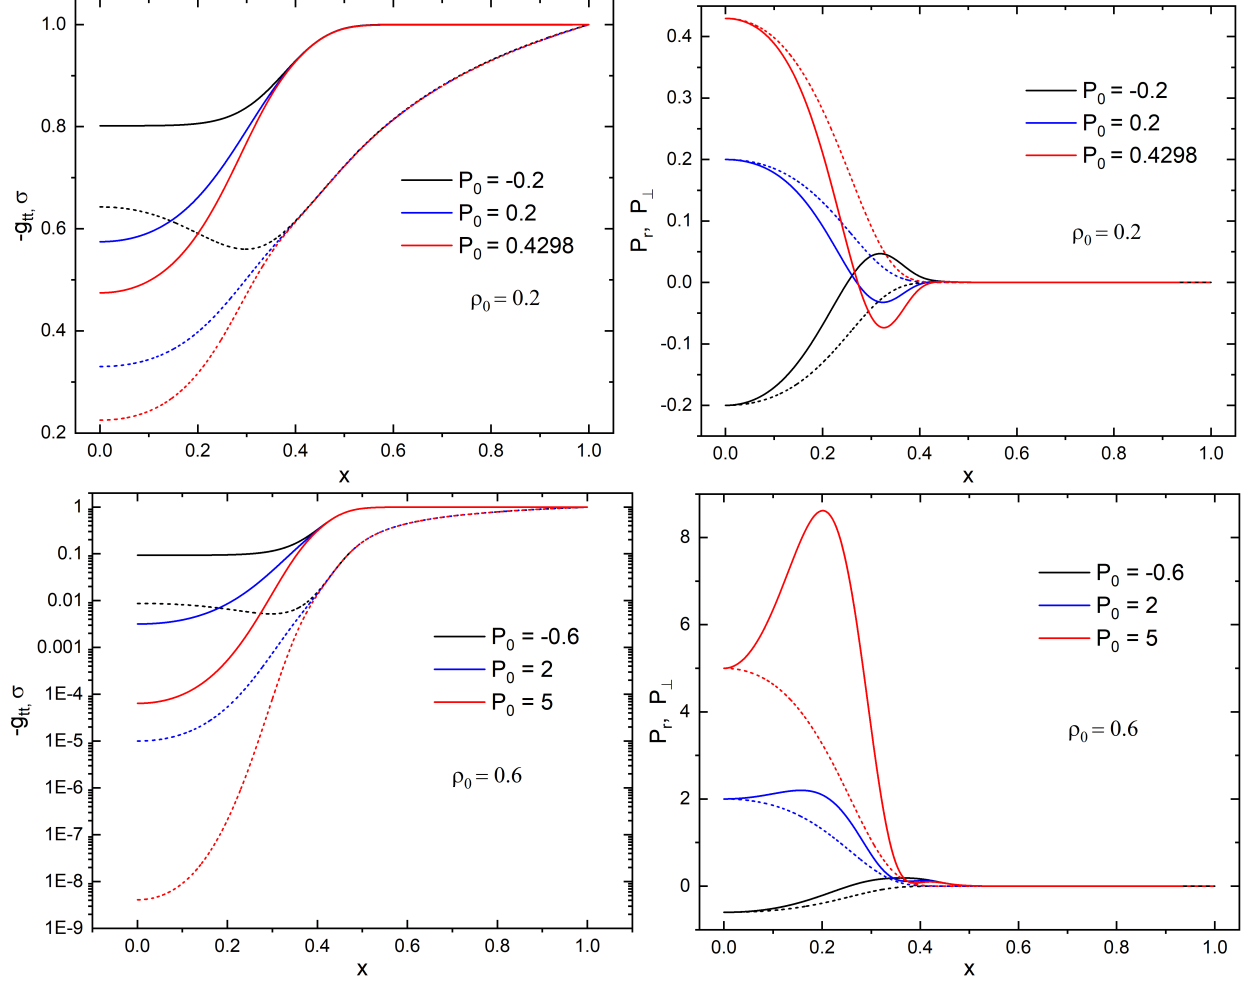 1.0
0.8
0.6
0.4
0.2
-g_tt, σ
P_0 = -0.2
P_0 = 0.2
P_0 = 0.4298
ρ_0 = 0.2
0.0 0.2 0.4 0.6 0.8 1.0
x
0.4
0.3
0.2
0.1
0.0
-0.1
-0.2
P_r, P_⊥
P_0 = -0.2
P_0 = 0.2
P_0 = 0.4298
ρ_0 = 0.2
0.0 0.2 0.4 0.6 0.8 1.0
x
1
0.1
0.01
0.001
1E-4
1E-5
1E-6
1E-7
1E-8
1E-9
-g_tt, σ
P_0 = -0.6
P_0 = 2
P_0 = 5
ρ_0 = 0.6
0.0 0.2 0.4 0.6 0.8 1.0
x
8
6
4
2
0
P_r, P_⊥
P_0 = -0.6
P_0 = 2
P_0 = 5
ρ_0 = 0.6
0.0 0.2 0.4 0.6 0.8 1.0
x